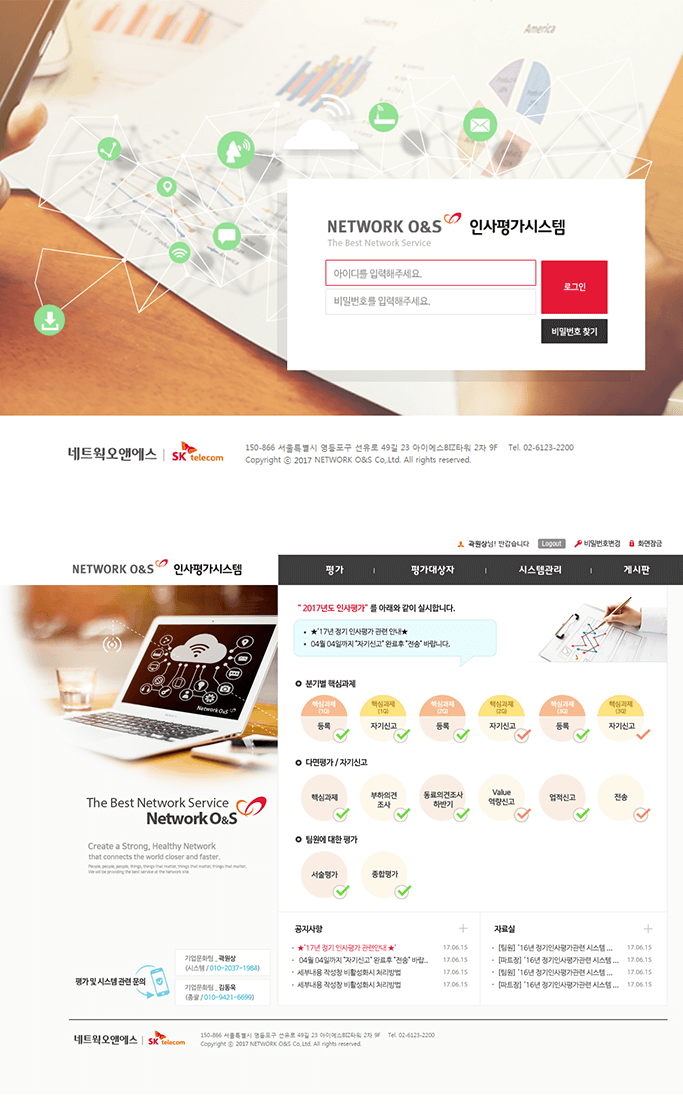 Summary
America
NETWORK O&S 인사평가시스템
The Best Network Service
아이디를 입력해주세요.
로그인
비밀번호를 입력해주세요.
비밀번호 찾기
네트웍오앤에스 | SK telecom
150-866 서울특별시 영등포구 선유로 49길 23 아이에스BIZ타워 2차 9F Tel. 02-6123-2200
Copyright ⓒ 2017 NETWORK O&S Co,.Ltd. All rights reserved.
곽원상님! 반갑습니다 Logout 비밀번호변경 화면잠금
NETWORK O&S 인사평가시스템
평가 | 평가대상자 | 시스템관리 | 게시판
" 2017년도 인사평가" 를 아래와 같이 실시합니다.
★'17년 정기 인사평가 관련 안내★
04월 04일까지 "자기신고" 완료후 "전송" 바랍니다.
Network O&S
분기별 핵심과제
핵심과제 (1Q) 등록
핵심과제 (1Q) 자기신고
핵심과제 (2Q) 등록
핵심과제 (2Q) 자기신고
핵심과제 (3Q) 등록
핵심과제 (3Q) 자기신고
다면평가 / 자기신고
핵심과제
부하의견 조사
동료의견조사 하반기
Value 역량신고
업적신고
전송
The Best Network Service
Network O&S
Create a Strong, Healthy Network
that connects the world closer and faster.
People, people, people, things, things that matter, things that matter, things that matter,
We will be providing the best service at the Network site.
팀원에 대한 평가
서술평가
종합평가
공지사항
★'17년 정기 인사평가 관련안내 ★' 17.06.15
04월 04일까지 "자기신고" 완료후 "전송" 바랍.. 17.06.15
세부내용 작성창 비활성화시 처리방법 17.06.15
세부내용 작성창 비활성화시 처리방법 17.06.15
자료실
[팀원] '16년 정기인사평가관련 시스템 ... 17.06.15
[파트장] '16년 정기인사평가관련 시스템 ... 17.06.15
[팀원] '16년 정기인사평가관련 시스템 ... 17.06.15
[파트장] '16년 정기인사평가관련 시스템 ... 17.06.15
평가 및 시스템 관련 문의
기업문화팀 _ 곽원상
(시스템 / 010-2037-1984)
기업문화팀 _ 김동욱
(총괄 / 010-9421-6699)
네트웍오앤에스 | SK telecom
150-866 서울특별시 영등포구 선유로 49길 23 아이에스BIZ타워 2차 9F Tel. 02-6123-2200
Copyright ⓒ 2017 NETWORK O&S Co,.Ltd. All rights reserved.